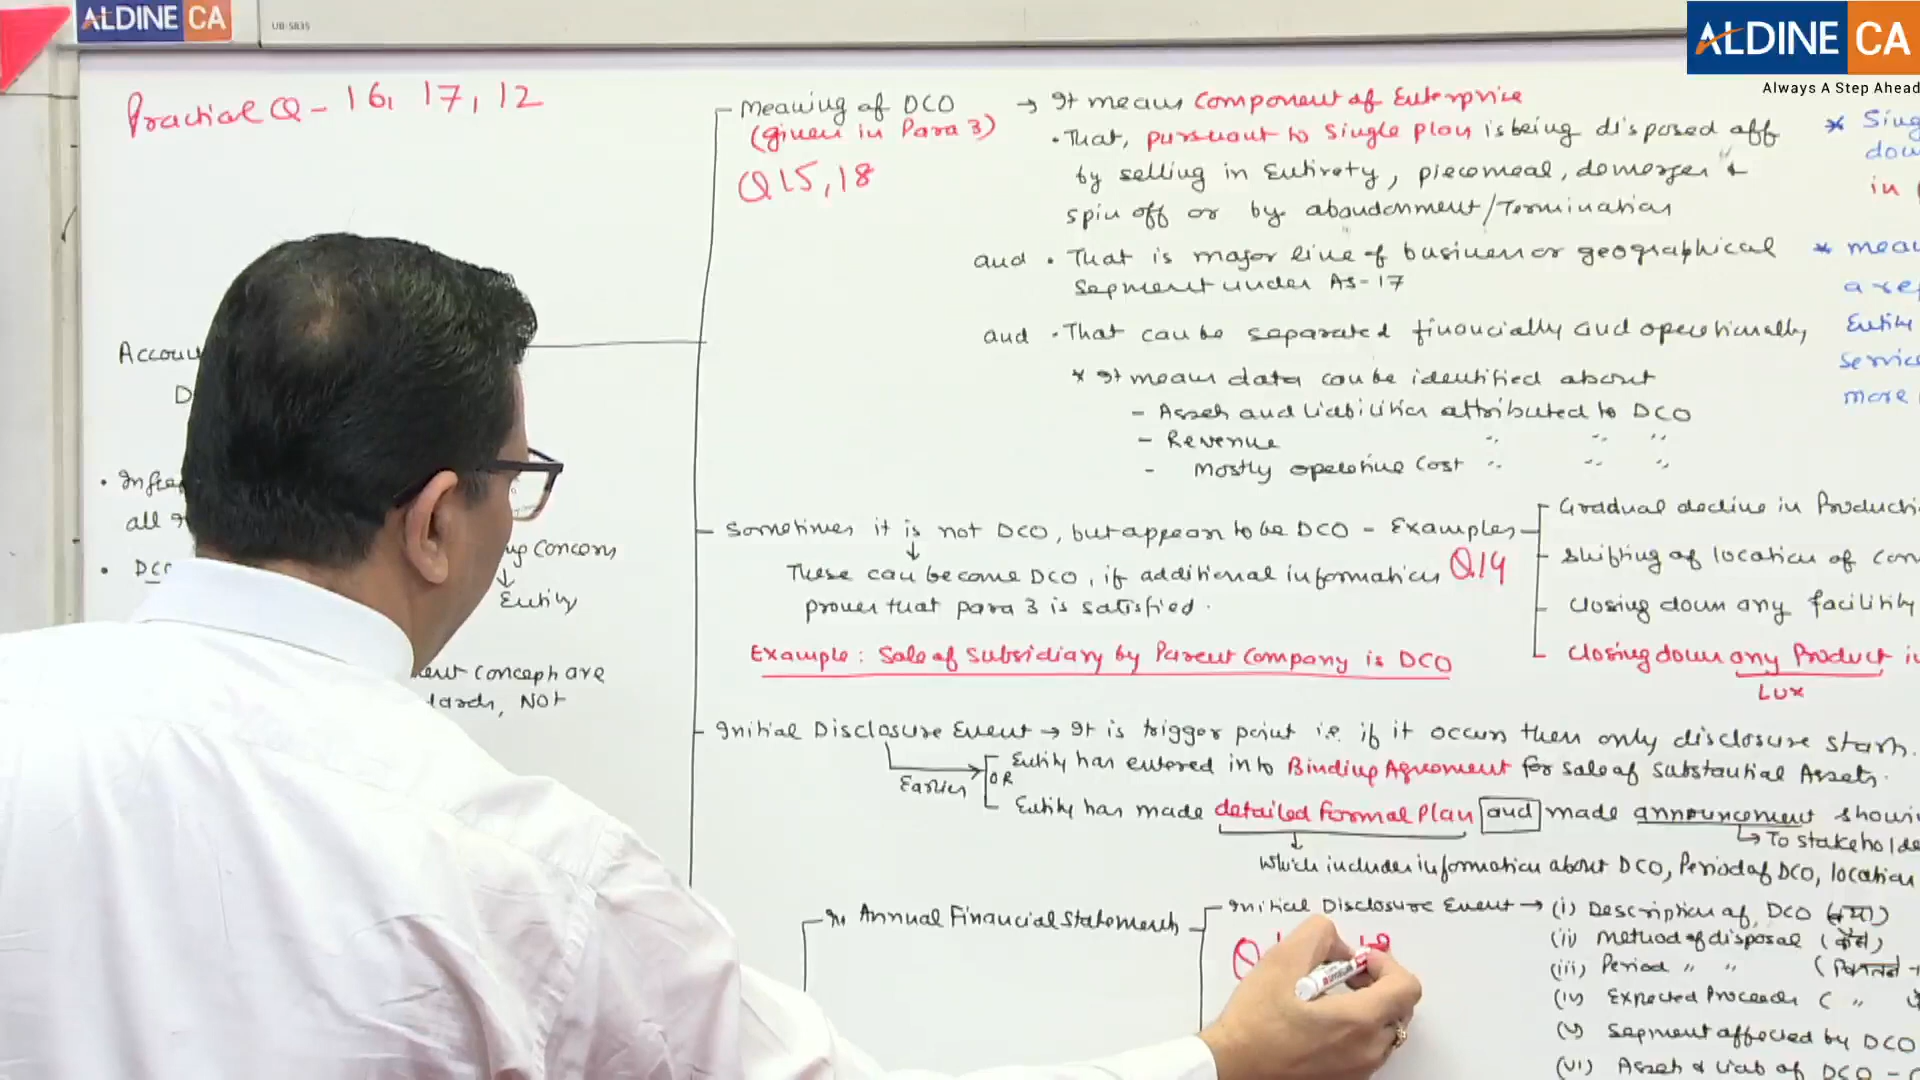 ALDINE CA
UB-5835
ALDINE CA
Always A Step Ahead
Practical Q - 16, 17, 12
Meaning of DCO
(given in Para 3)
Q15, 18
→ It means Component of Enterprise
• That, pursuant to single plan is being disposed off
by selling in Entirety, piecemeal, demerger &
spin off or by abandonment/Termination
and • That is major line of business or geographical
Segment under AS-17
and • That can be separated financially and operationally
* It means data can be identified about
- Assets and Liabilities attributed to DCO
- Revenue " " "
- Mostly operative Cost " " "
*
in
*
Entity
more
D
•
all
• DCO
Concern
↓
Entity
Concept are
NOT
Sometimes it is not DCO, but appear to be DCO - Examples
↓
These can become DCO, if additional information
proves that para 3 is satisfied.
Q14
Example: Sale of Subsidiary by Parent Company is DCO
Gradual decline in
Shifting of location of
Closing down any facility
Closing down any Product
Lux
Initial Disclosure Event → It is trigger point i.e. if it occurs then only disclosure starts.
Earlier
OR
Entity has entered into Binding Agreement for sale of substantial Assets.
Entity has made detailed formal Plan and made announcement
↳ To
which includes information about DCO, Period of DCO, location
In Annual Financial Statements
Initial Disclosure Event → (i) Description of DCO
Q
(ii) Method of disposal
(iii) Period " "
(iv) Expected Proceeds ( "
(v) Segment affected by DCO
(vi) Assets & Liab of DCO -